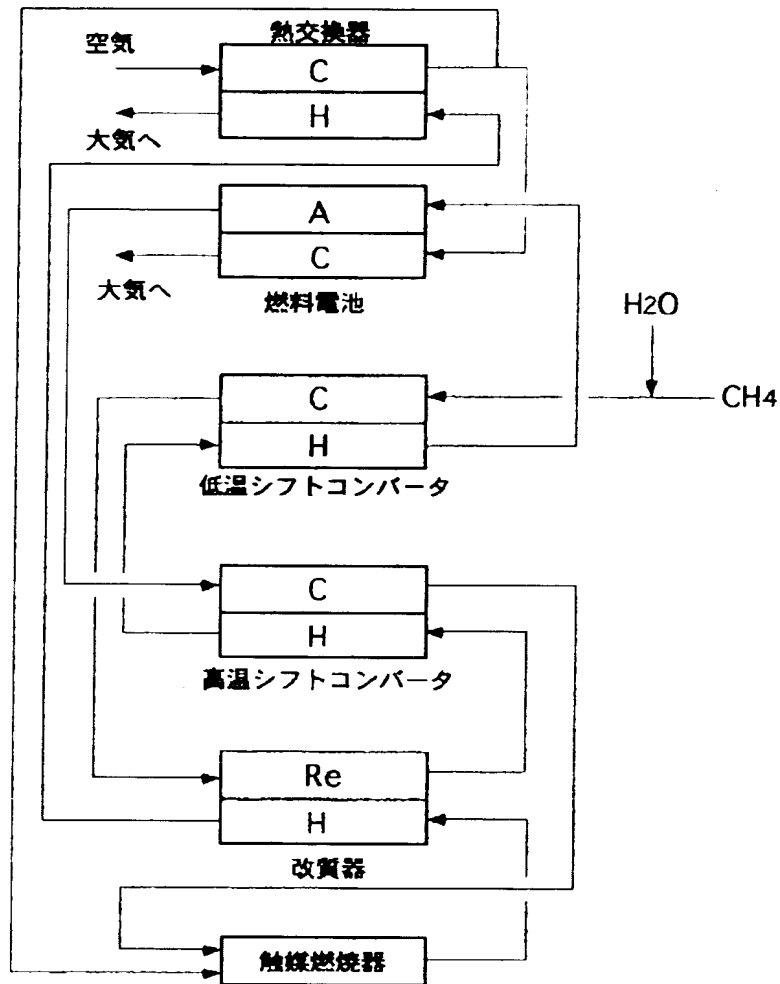 熱交換器
空気
C
H
大気へ
A
C
大気へ
燃料電池
H2O
C
CH4
H
低温シフトコンバータ
C
H
高温シフトコンバータ
Re
H
改質器
触媒燃焼器